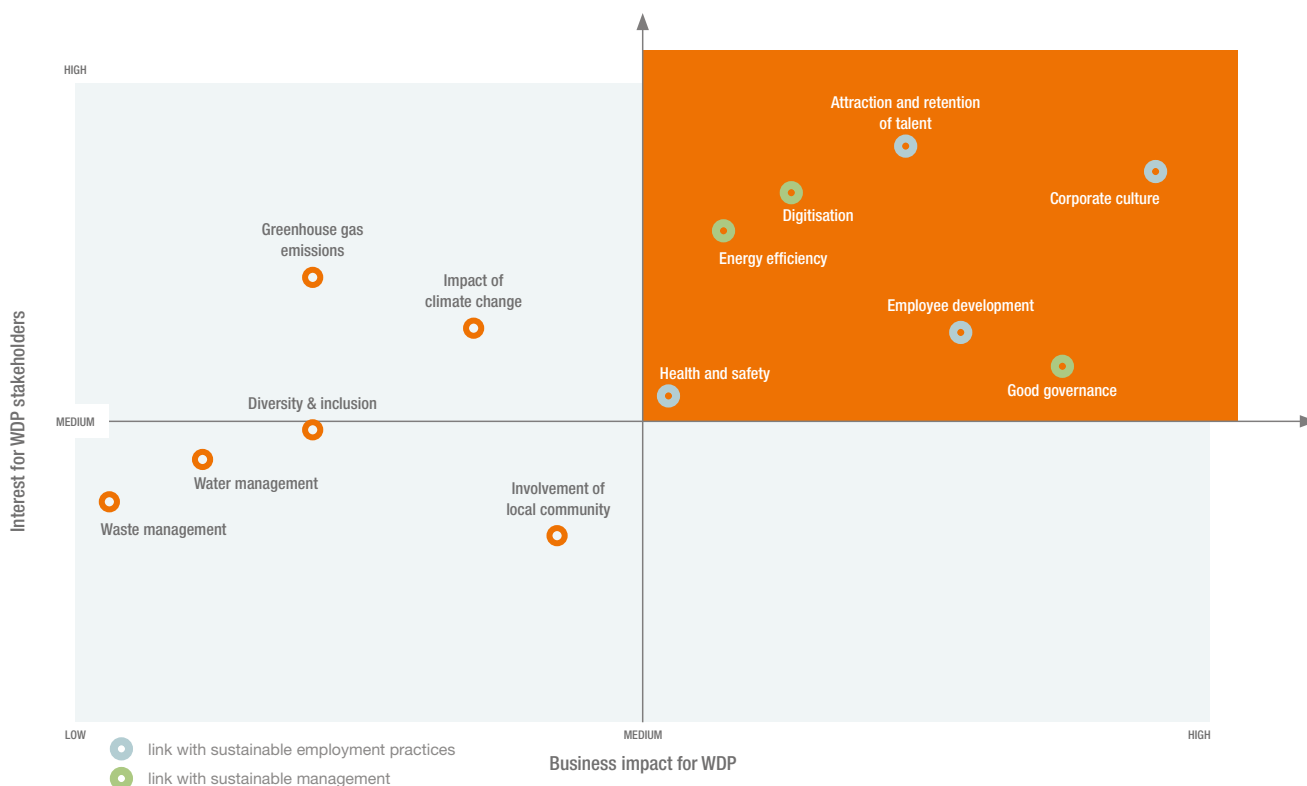 HIGH
Attraction and retention
of talent
Corporate culture
Digitisation
Greenhouse gas
emissions
Energy efficiency
Impact of
climate change
Employee development
Health and safety
Good governance
Diversity & inclusion
MEDIUM
Water management
Involvement of
local community
Waste management
Interest for WDP stakeholders
LOW
MEDIUM
HIGH
link with sustainable employment practices
Business impact for WDP
link with sustainable management